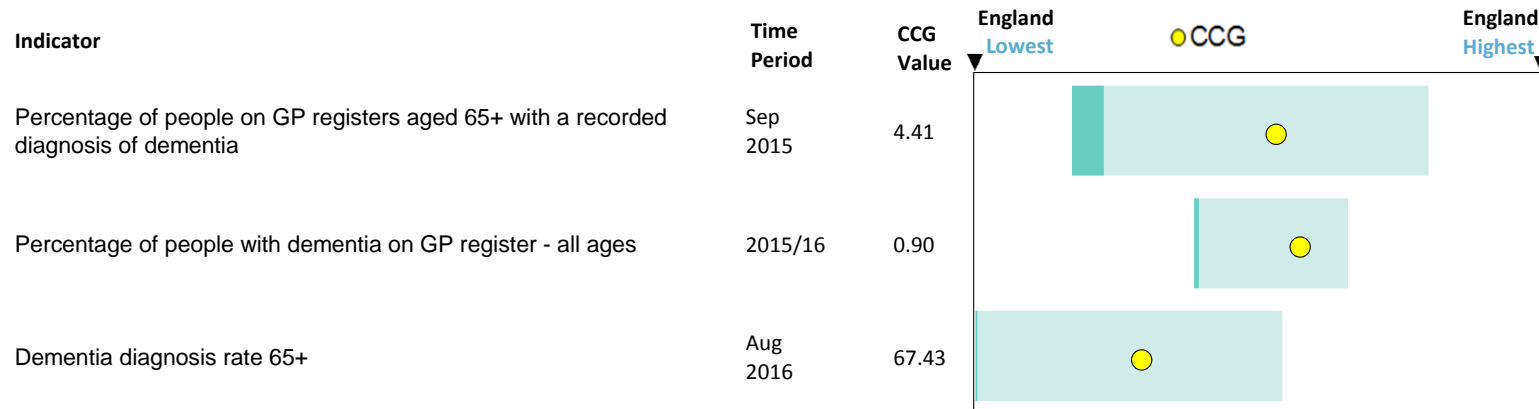 Indicator
Time
Period
CCG
Value
England
Lowest
CCG
England
Highest
Percentage of people on GP registers aged 65+ with a recorded
diagnosis of dementia
Sep
2015
4.41
Percentage of people with dementia on GP register - all ages
2015/16
0.90
Dementia diagnosis rate 65+
Aug
2016
67.43